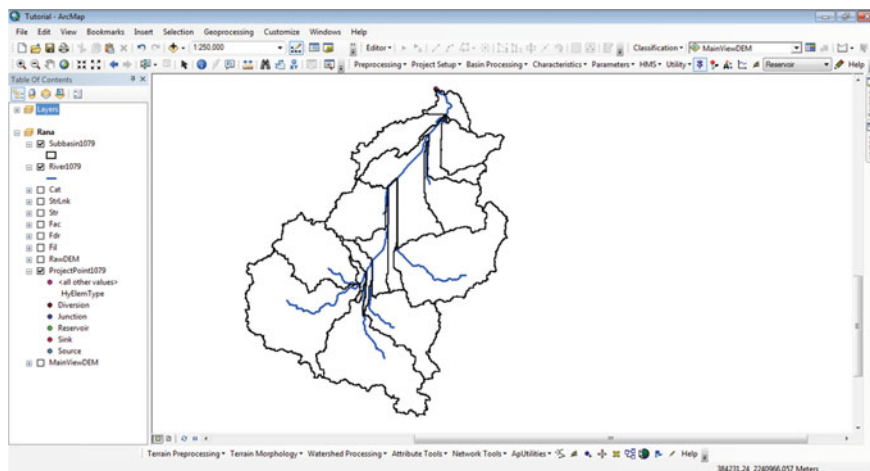 Tutorial - ArcMap
File Edit View Bookmarks Insert Selection Geoprocessing Customize Windows Help
1:250.000 Editor Classification MainViewDEM
Preprocessing Project Setup Basin Processing Characteristics Parameters HMS Utility Reservoir Help
Table Of Contents
Layers
Rana
Subbasin1079
River1079
Cat
StrLnk
Str
Fac
Fdr
Fil
RawDEM
ProjectPoint1079
<all other values>
HyElemType
Diversion
Junction
Reservoir
Sink
Source
MainViewDEM
Terrain Preprocessing Terrain Morphology Watershed Processing Attribute Tools Network Tools ApUtilities Help
384231,24 2240966,057 Meters